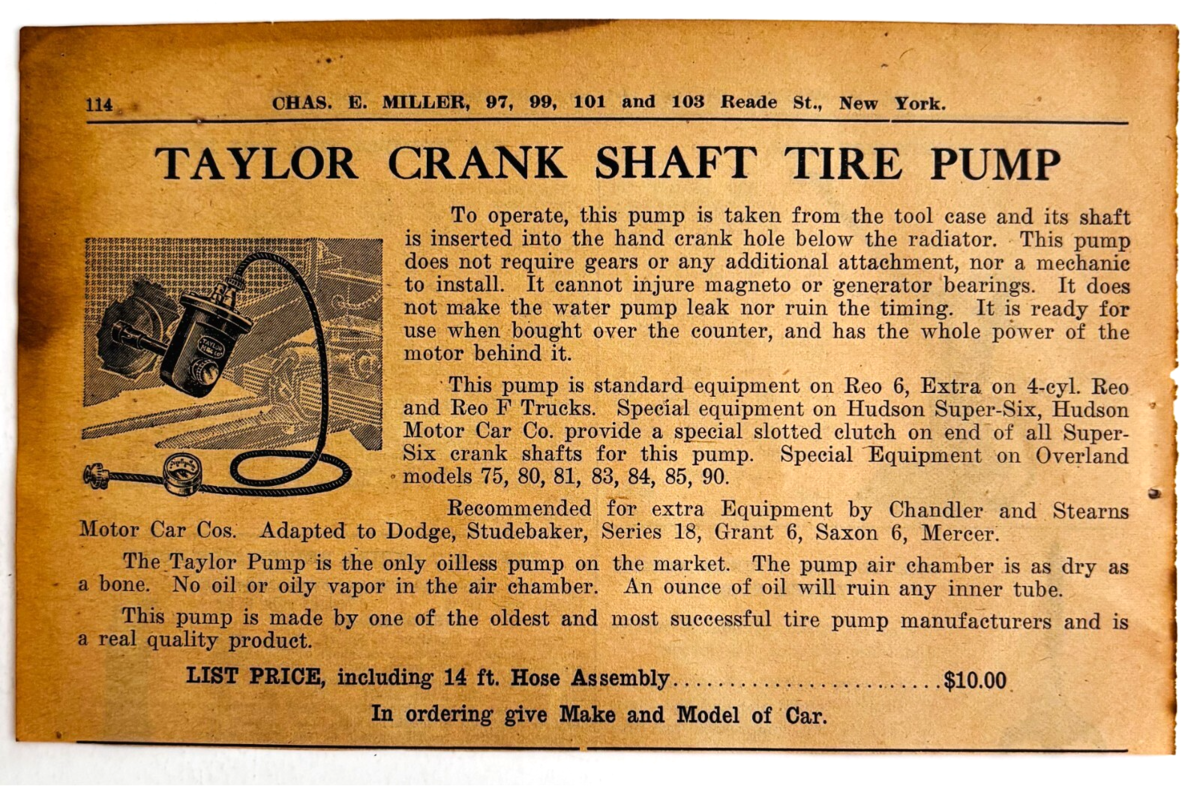 114 CHAS. E. MILLER, 97, 99, 101 and 103 Reade St., New York.
TAYLOR CRANK SHAFT TIRE PUMP
To operate, this pump is taken from the tool case and its shaft
is inserted into the hand crank hole below the radiator. This pump
does not require gears or any additional attachment, nor a mechanic
to install. It cannot injure magneto or generator bearings. It does
not make the water pump leak nor ruin the timing. It is ready for
use when bought over the counter, and has the whole power of the
motor behind it.
This pump is standard equipment on Reo 6, Extra on 4-cyl. Reo
and Reo F Trucks. Special equipment on Hudson Super-Six, Hudson
Motor Car Co. provide a special slotted clutch on end of all Super-
Six crank shafts for this pump. Special Equipment on Overland
models 75, 80, 81, 83, 84, 85, 90.
Recommended for extra Equipment by Chandler and Stearns
Motor Car Cos. Adapted to Dodge, Studebaker, Series 18, Grant 6, Saxon 6, Mercer.
The Taylor Pump is the only oilless pump on the market. The pump air chamber is as dry as
a bone. No oil or oily vapor in the air chamber. An ounce of oil will ruin any inner tube.
This pump is made by one of the oldest and most successful tire pump manufacturers and is
a real quality product.
LIST PRICE, including 14 ft. Hose Assembly........................$10.00
In ordering give Make and Model of Car.
TAYLOR